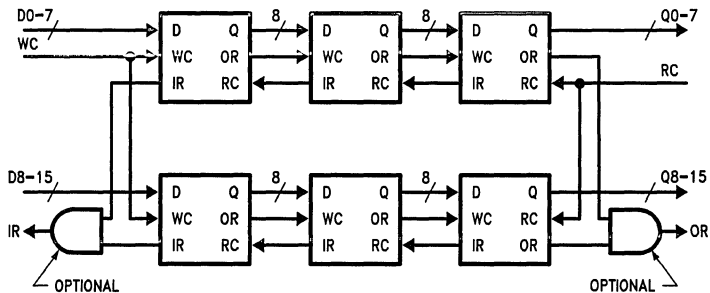 D0-7 8 8 Q0-7
D Q D Q D Q
WC
WC OR WC OR WC OR
RC
IR RC IR RC IR RC
D8-15 8 8 Q8-15
D Q D Q D Q
WC OR WC OR WC RC
IR OR
IR RC IR RC IR OR
OPTIONAL OPTIONAL